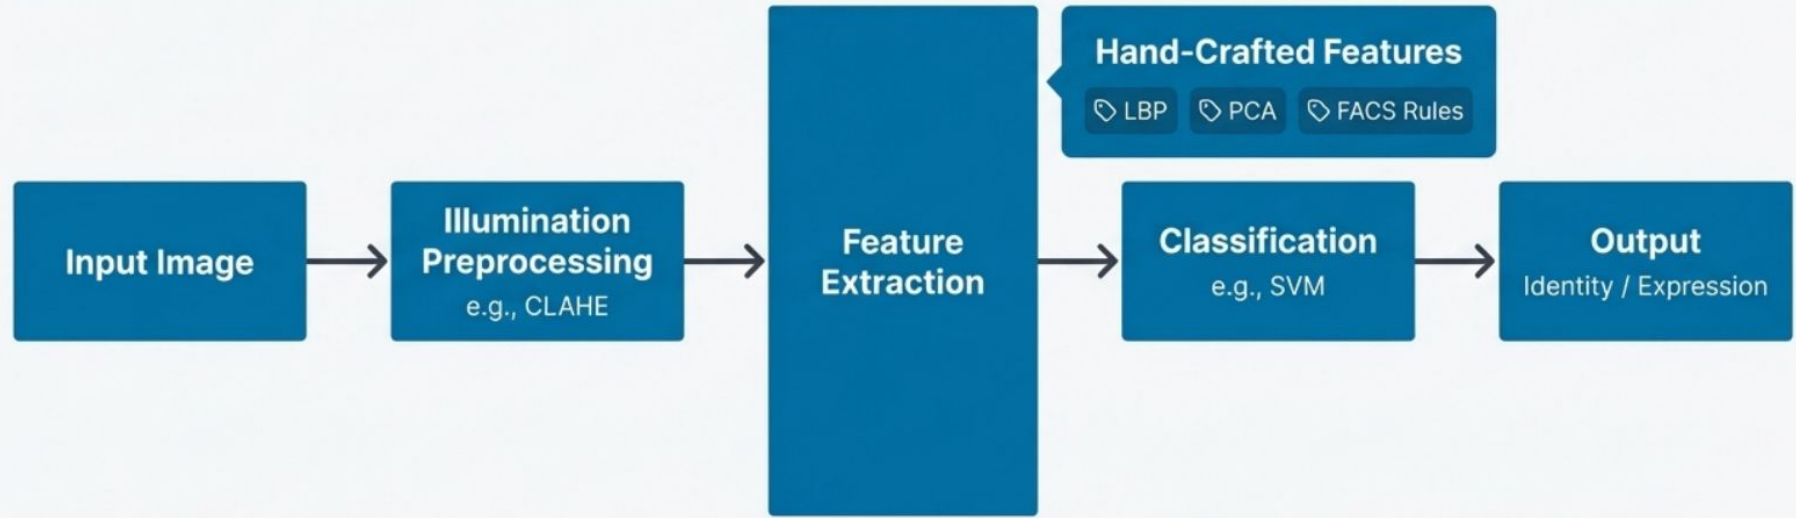 Input Image
Illumination
Preprocessing
e.g., CLAHE
Feature
Extraction
Hand-Crafted Features
LBP
PCA
FACS Rules
Classification
e.g., SVM
Output
Identity / Expression